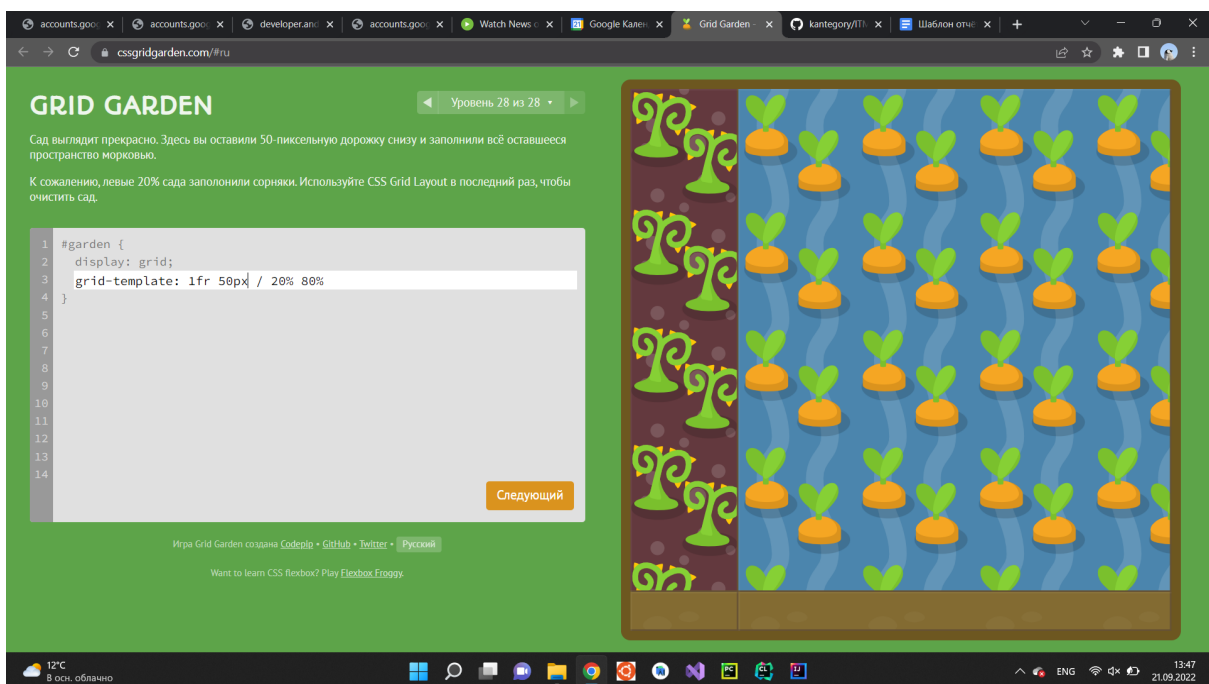 accounts.goog
accounts.goog
developer.and
accounts.goog
Watch News o
Google Кален
Grid Garden -
kantegory/ITM
Шаблон отчё
cssgridgarden.com/#ru
GRID GARDEN
Уровень 28 из 28
Сад выглядит прекрасно. Здесь вы оставили 50-пиксельную дорожку снизу и заполнили всё оставшееся
пространство морковью.
К сожалению, левые 20% сада заполонили сорняки. Используйте CSS Grid Layout в последний раз, чтобы
очистить сад.
1 #garden {
2 display: grid;
3 grid-template: 1fr 50px / 20% 80%
4 }
5
6
7
8
9
10
11
12
13
14
Следующий
Игра Grid Garden создана Codepip • GitHub • Twitter • Русский
Want to learn CSS flexbox? Play Flexbox Froggy.
12°C
В осн. облачно
ENG
13:47
21.09.2022